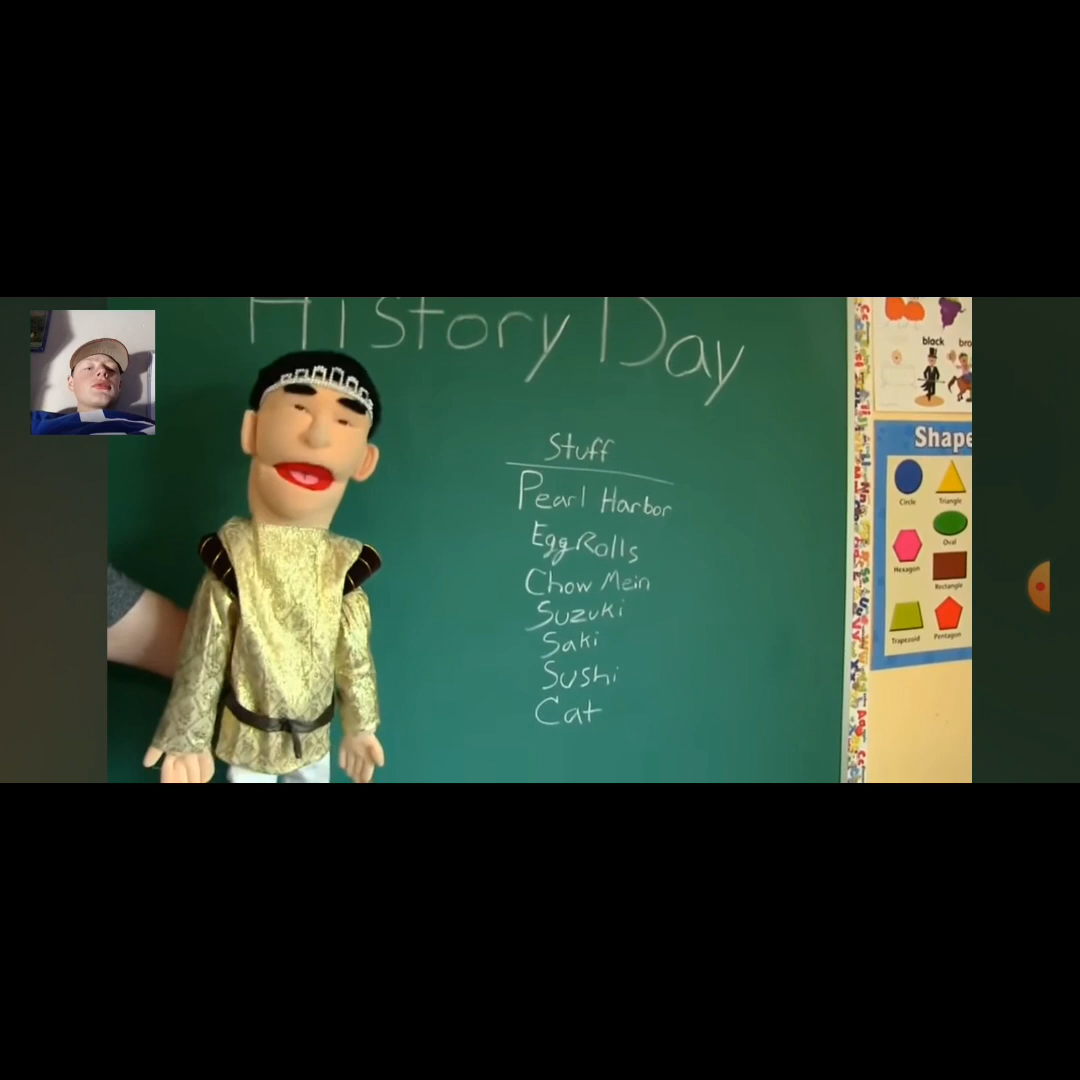 History Day
Stuff
Pearl Harbor
Egg Rolls
Chow Mein
Suzuki
Saki
Sushi
Cat
black
bro
Shape
Circle
Triangle
Oval
Hexagon
Rectangle
Trapezoid
Pentagon